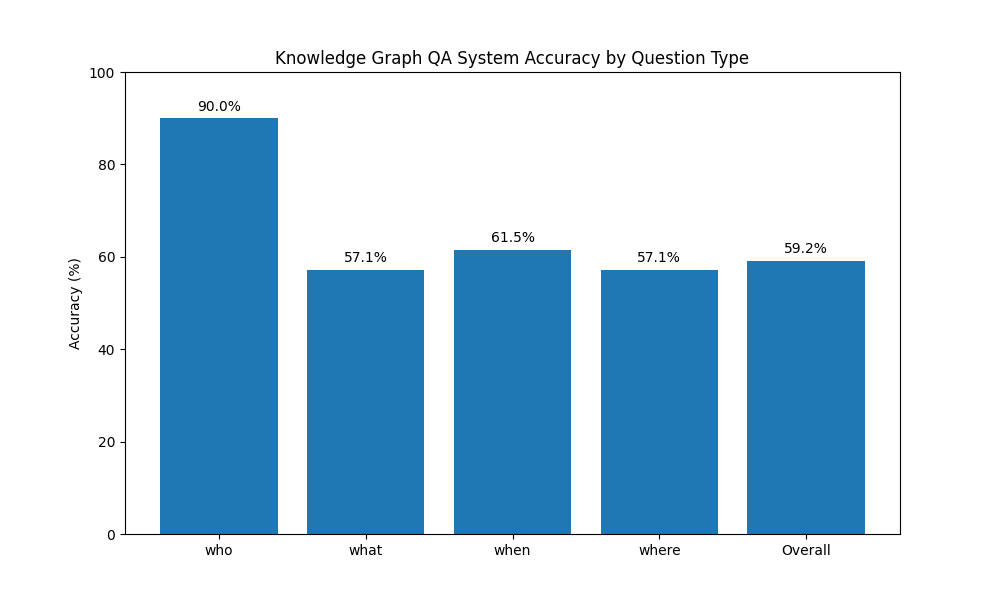 Knowledge Graph QA System Accuracy by Question Type
100
80
60
40
20
0
Accuracy (%)
90.0%
57.1%
61.5%
57.1%
59.2%
who
what
when
where
Overall